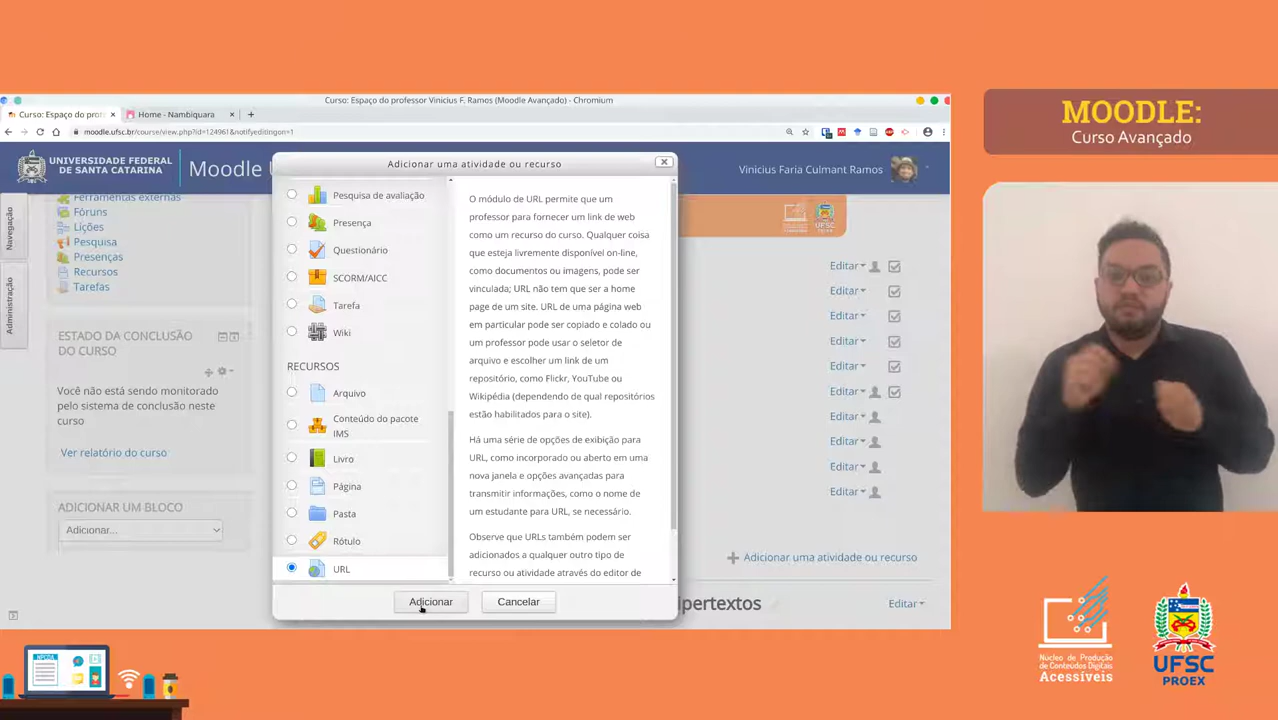 Curso: Espaço do professor Vinicius F. Ramos (Moodle Avançado) - Chromium
Curso: Espaço do prof
Home - Nambiquara
moodle.ufsc.br/course/view.php?id=124961&notifyeditingon=1
UNIVERSIDADE FEDERAL
DE SANTA CATARINA
Moodle
Vinicius Faria Culmant Ramos
Navegação
Administração
Ferramentas externas
Fóruns
Lições
Pesquisa
Presenças
Recursos
Tarefas
ESTADO DA CONCLUSÃO
DO CURSO
Você não está sendo monitorado
pelo sistema de conclusão neste
curso
Ver relatório do curso
ADICIONAR UM BLOCO
Adicionar...
Adicionar uma atividade ou recurso
Pesquisa de avaliação
Presença
Questionário
SCORM/AICC
Tarefa
Wiki
RECURSOS
Arquivo
Conteúdo do pacote
IMS
Livro
Página
Pasta
Rótulo
URL
O módulo de URL permite que um
professor para fornecer um link de web
como um recurso do curso. Qualquer coisa
que esteja livremente disponível on-line,
como documentos ou imagens, pode ser
vinculada; URL não tem que ser a home
page de um site. URL de uma página web
em particular pode ser copiado e colado ou
um professor pode usar o seletor de
arquivo e escolher um link de um
repositório, como Flickr, YouTube ou
Wikipédia (dependendo de qual repositórios
estão habilitados para o site).
Há uma série de opções de exibição para
URL, como incorporado ou aberto em uma
nova janela e opções avançadas para
transmitir informações, como o nome de
um estudante para URL, se necessário.
Observe que URLs também podem ser
adicionados a qualquer outro tipo de
recurso ou atividade através do editor de
Adicionar
Cancelar
Editar
Editar
Editar
Editar
Editar
Editar
Editar
Editar
Editar
Editar
Adicionar uma atividade ou recurso
ipertextos
Editar
MOODLE:
Curso Avançado
Núcleo de Produção
de Conteúdos Digitais
Acessíveis
UFSC
PROEX